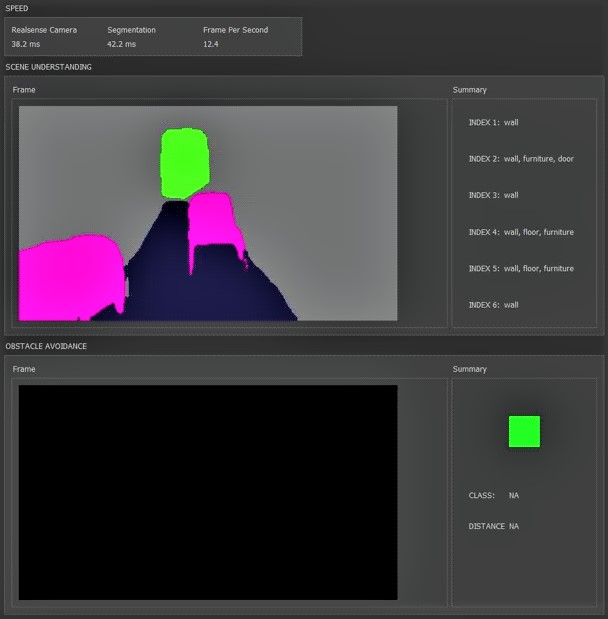 SPEED
Realsense Camera Segmentation Frame Per Second
38.2 ms 42.2 ms 12.4
SCENE UNDERSTANDING
Frame Summary
INDEX 1: wall
INDEX 2: wall, furniture, door
INDEX 3: wall
INDEX 4: wall, floor, furniture
INDEX 5: wall, floor, furniture
INDEX 6: wall
OBSTACLE AVOIDANCE
Frame Summary
CLASS: NA
DISTANCE NA